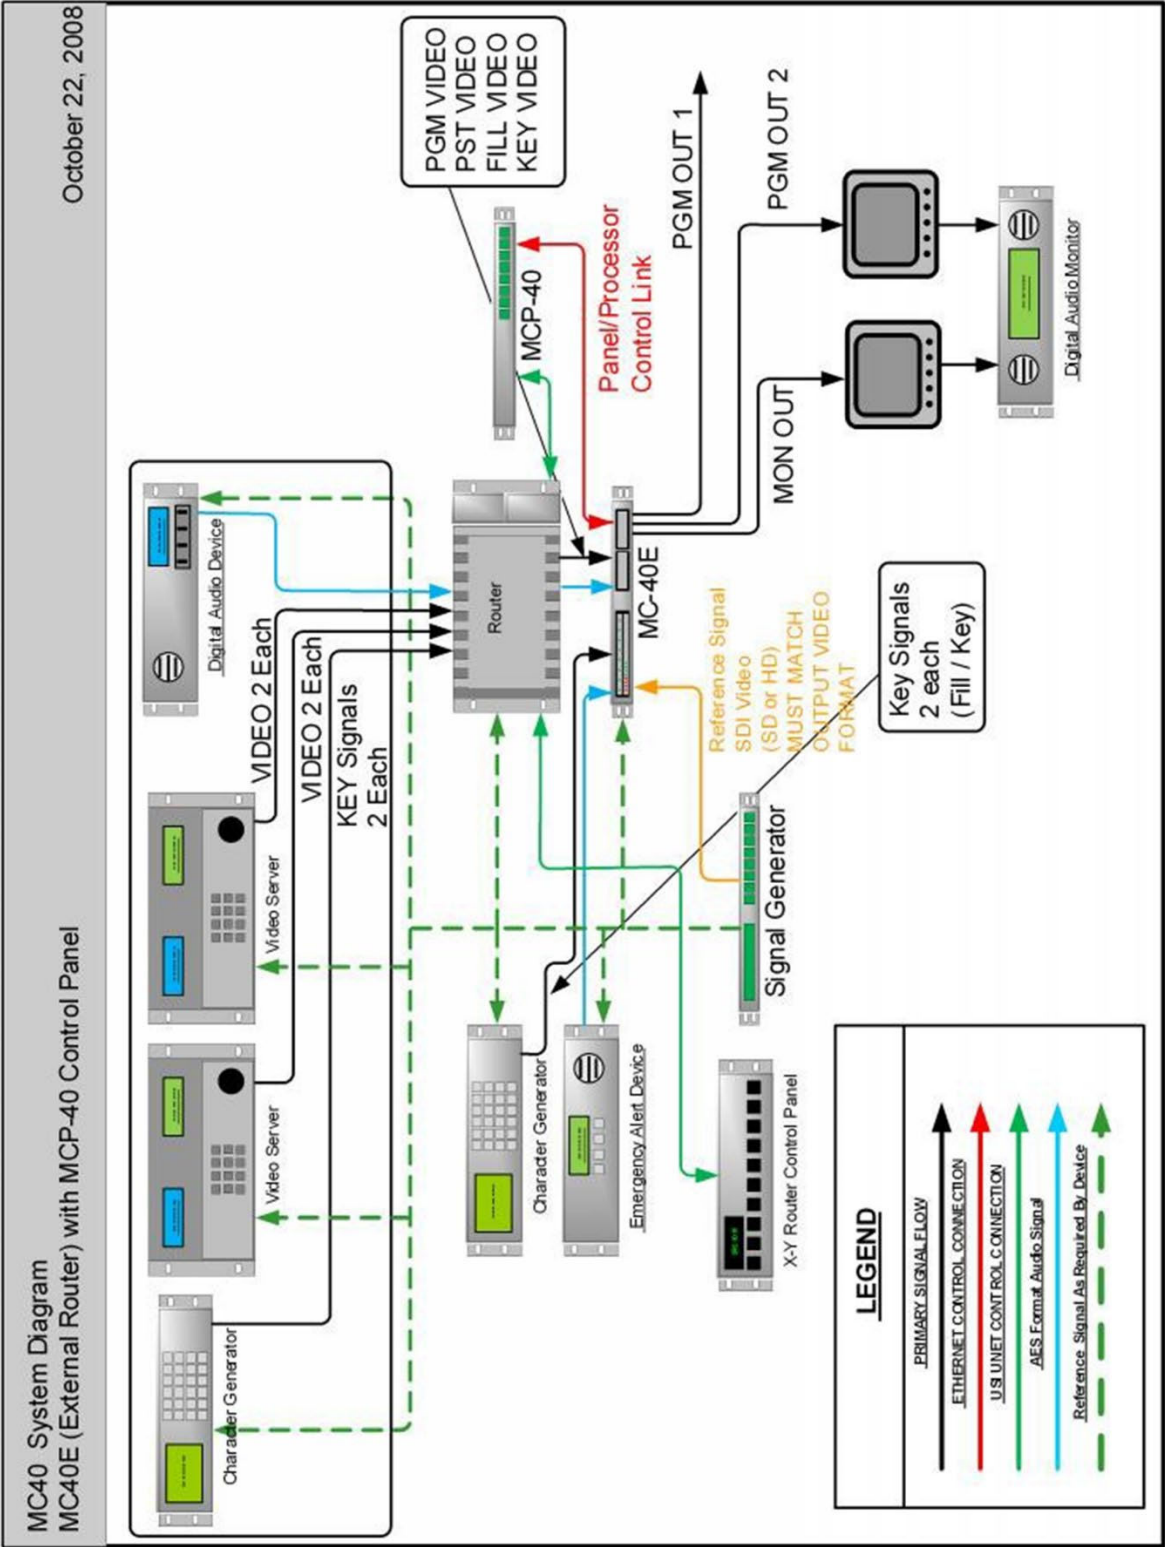 MC40 System Diagram
October 22, 2008
MC40E (External Router) with MCP-40 Control Panel
Character Generator
Video Server
Video Server
Digital Audio Device
VIDEO 2 Each
VIDEO 2 Each
KEY Signals
2 Each
PGM VIDEO
PST VIDEO
FILL VIDEO
KEY VIDEO
Router
MCP-40
Character Generator
Panel/Processor
Control Link
Emergency Alert Device
MC-40E
PGM OUT 1
PGM OUT 2
MON OUT
Reference Signal
SDI Video
(SD or HD)
MUST MATCH
OUTPUT VIDEO
FORMAT
X-Y Router Control Panel
Signal Generator
Key Signals
2 each
(Fill / Key)
Digital Audio Monitor
LEGEND
PRIMARY SIGNAL FLOW
ETHERNET CONTROL CONNECTION
USI UNET CONTROL CONNECTION
AES Format Audio Signal
Reference Signal As Required By Device